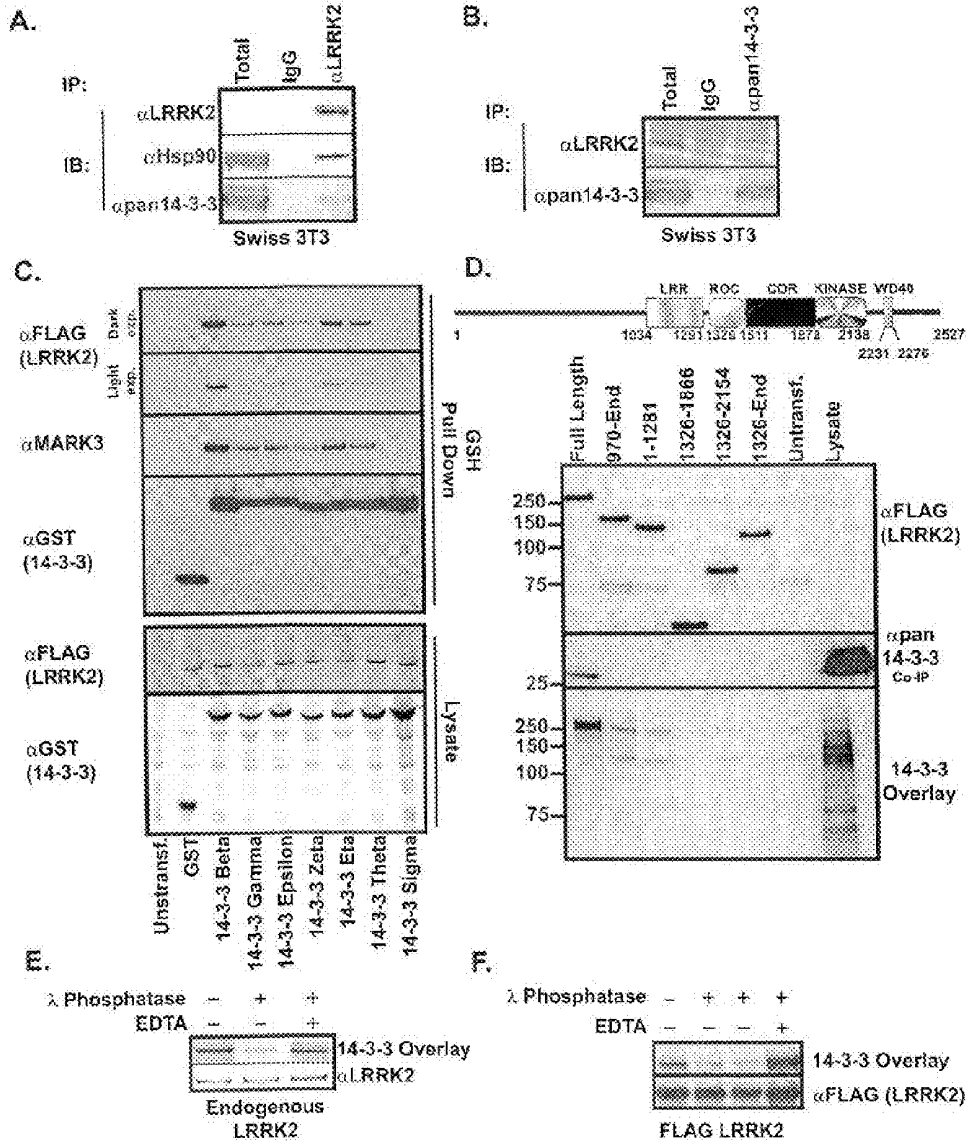 A.
IP:
Total
IgG
αLRRK2
IB:
αLRRK2
αHsp90
αpan14-3-3
Swiss 3T3
B.
IP:
Total
IgG
αpan14-3-3
IB:
αLRRK2
αpan14-3-3
Swiss 3T3
C.
αFLAG
(LRRK2)
Dark
exp.
Light
exp.
αMARK3
αGST
(14-3-3)
GSH
Pull Down
αFLAG
(LRRK2)
αGST
(14-3-3)
Lysate
Unstransf.
GST
14-3-3 Beta
14-3-3 Gamma
14-3-3 Epsilon
14-3-3 Zeta
14-3-3 Eta
14-3-3 Theta
14-3-3 Sigma
D.
LRR ROC COR KINASE WD40
1 1034 1291 1326 1511 1878 2138 2527
2231 2276
Full Length
970-End
1-1281
1326-1866
1326-2154
1326-End
Untransf.
Lysate
250
150
100
75
αFLAG
(LRRK2)
αpan
14-3-3
Co-IP
25
250
150
100
75
14-3-3
Overlay
E.
λ Phosphatase − + +
EDTA − − +
14-3-3 Overlay
αLRRK2
Endogenous
LRRK2
F.
λ Phosphatase − + + +
EDTA − − − +
14-3-3 Overlay
αFLAG (LRRK2)
FLAG LRRK2